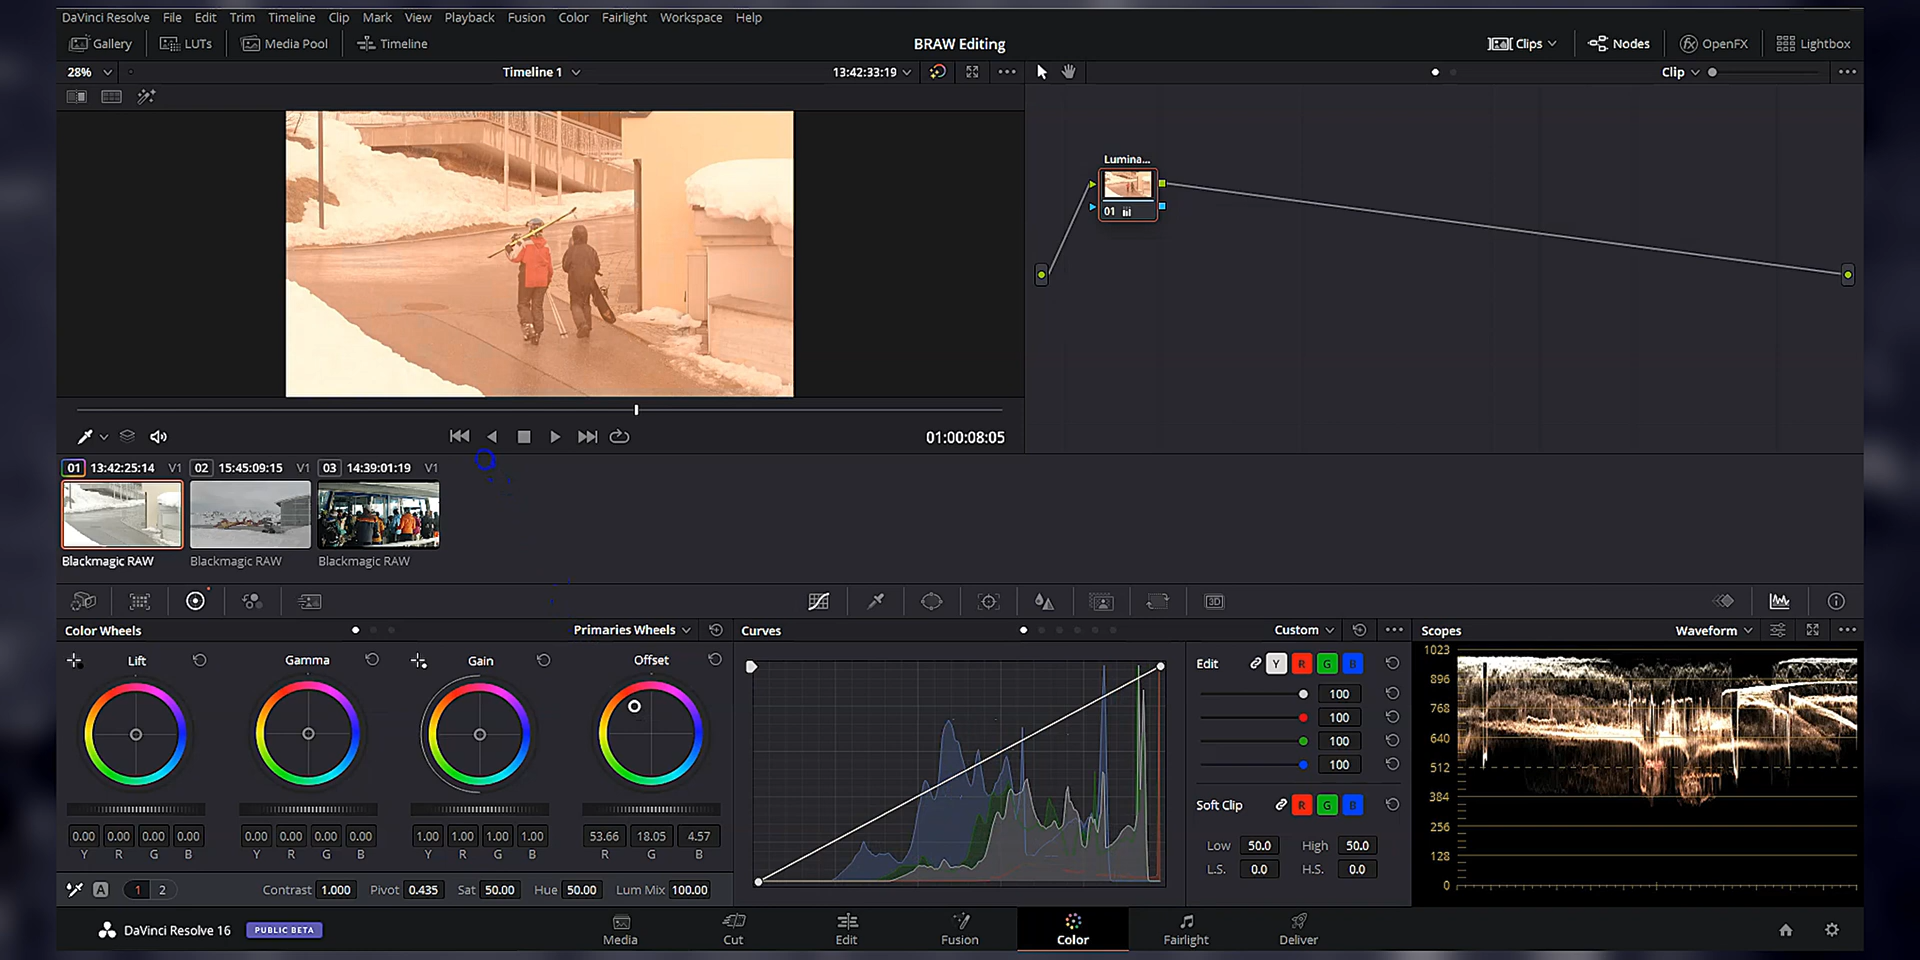 DaVinci Resolve File Edit Trim Timeline Clip Mark View Playback Fusion Color Fairlight Workspace Help
Gallery LUTs Media Pool Timeline BRAW Editing Clips Nodes OpenFX Lightbox
28% Timeline 1 13:42:33:19 Clip
Lumina...
01
01:00:08:05
01 13:42:25:14 V1 02 15:45:09:15 V1 03 14:39:01:19 V1
Blackmagic RAW Blackmagic RAW Blackmagic RAW
3D
Color Wheels Primaries Wheels Curves Custom Scopes Waveform
Lift Gamma Gain Offset Edit Y R G B
1023
896
768
640
512
384
256
128
0
100
100
100
100
Soft Clip R G B
0.00 0.00 0.00 0.00 0.00 0.00 0.00 0.00 1.00 1.00 1.00 1.00 53.66 18.05 4.57
Y R G B Y R G B Y R G B R G B
Low 50.0 High 50.0
L.S. 0.0 H.S. 0.0
A 1 2 Contrast 1.000 Pivot 0.435 Sat 50.00 Hue 50.00 Lum Mix 100.00
DaVinci Resolve 16 PUBLIC BETA Media Cut Edit Fusion Color Fairlight Deliver